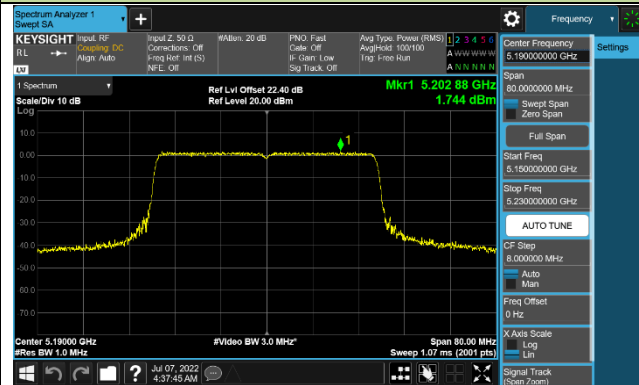 Spectrum Analyzer 1
Swept SA
Frequency
KEYSIGHT
RL
Input: RF
Coupling: DC
Align: Auto
Input Z: 50 Ω
Corrections: Off
Freq Ref: Int (S)
NFE: Off
#Atten: 20 dB
PNO: Fast
Gate: Off
IF Gain: Low
Sig Track: Off
Avg Type: Power (RMS)
Avg|Hold: 100/100
Trig: Free Run
1 2 3 4 5 6
A W W W W W
A N N N N N
1 Spectrum
Scale/Div 10 dB
Log
Ref Lvl Offset 22.40 dB
Ref Level 20.00 dBm
Mkr1 5.202 88 GHz
1.744 dBm
1
10.0
0.00
-10.0
-20.0
-30.0
-40.0
-50.0
-60.0
-70.0
Center 5.19000 GHz
#Res BW 1.0 MHz
#Video BW 3.0 MHz*
Span 80.00 MHz
Sweep 1.07 ms (2001 pts)
Jul 07, 2022
4:37:45 AM
Center Frequency
5.190000000 GHz
Settings
Span
80.0000000 MHz
Swept Span
Zero Span
Full Span
Start Freq
5.150000000 GHz
Stop Freq
5.230000000 GHz
AUTO TUNE
CF Step
8.000000 MHz
Auto
Man
Freq Offset
0 Hz
X Axis Scale
Log
Lin
Signal Track
(Span Zoom)